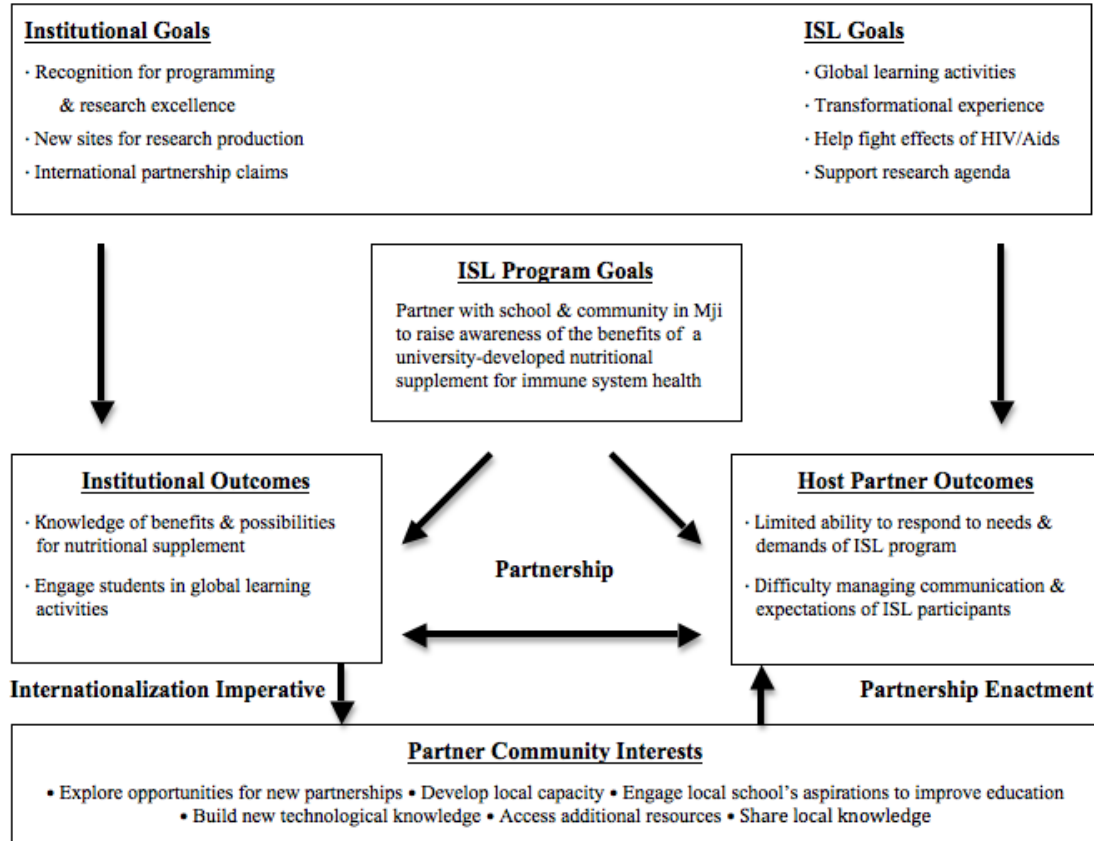 Institutional Goals
· Recognition for programming
& research excellence
· New sites for research production
· International partnership claims
ISL Goals
· Global learning activities
· Transformational experience
· Help fight effects of HIV/Aids
· Support research agenda
ISL Program Goals
Partner with school & community in Mji
to raise awareness of the benefits of a
university-developed nutritional
supplement for immune system health
Institutional Outcomes
· Knowledge of benefits & possibilities
for nutritional supplement
· Engage students in global learning
activities
Partnership
Host Partner Outcomes
· Limited ability to respond to needs &
demands of ISL program
· Difficulty managing communication &
expectations of ISL participants
Internationalization Imperative
Partnership Enactment
Partner Community Interests
• Explore opportunities for new partnerships • Develop local capacity • Engage local school's aspirations to improve education
• Build new technological knowledge • Access additional resources • Share local knowledge